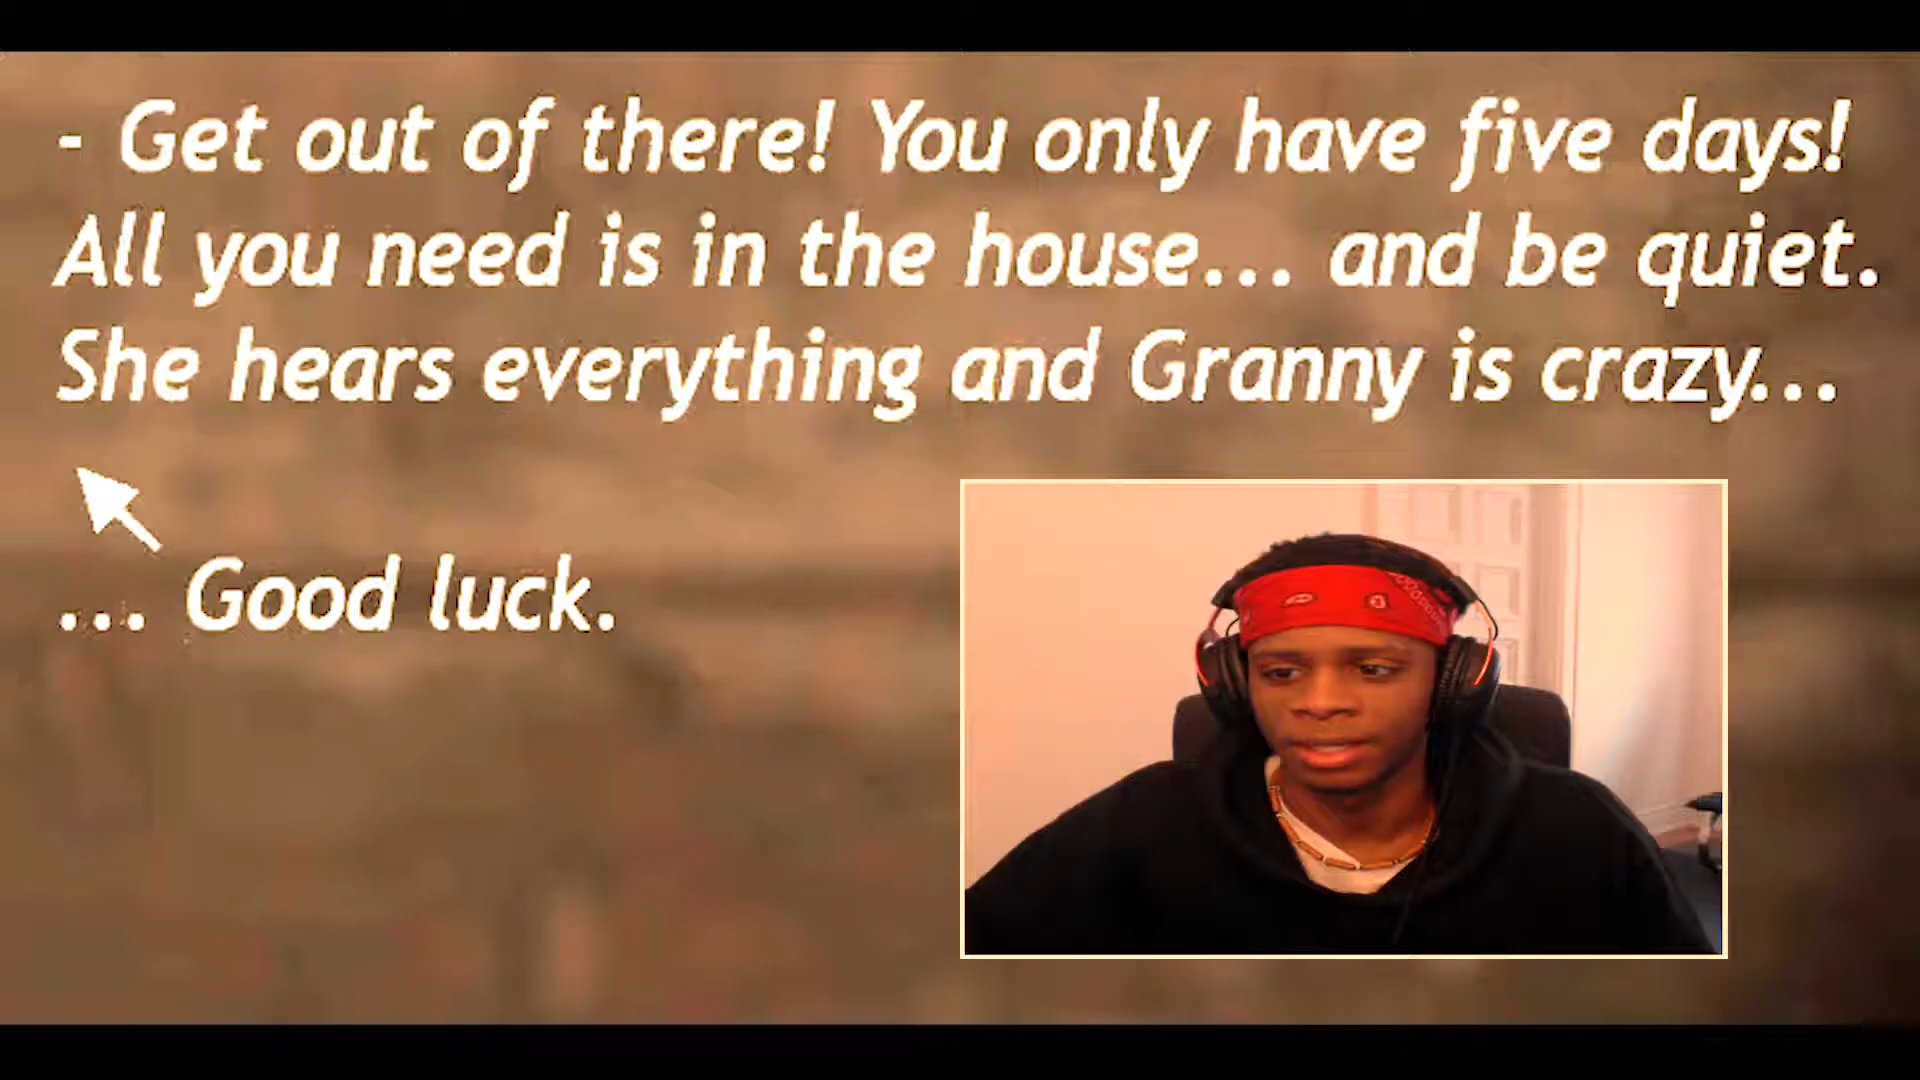 - Get out of there! You only have five days!
All you need is in the house... and be quiet.
She hears everything and Granny is crazy...
... Good luck.